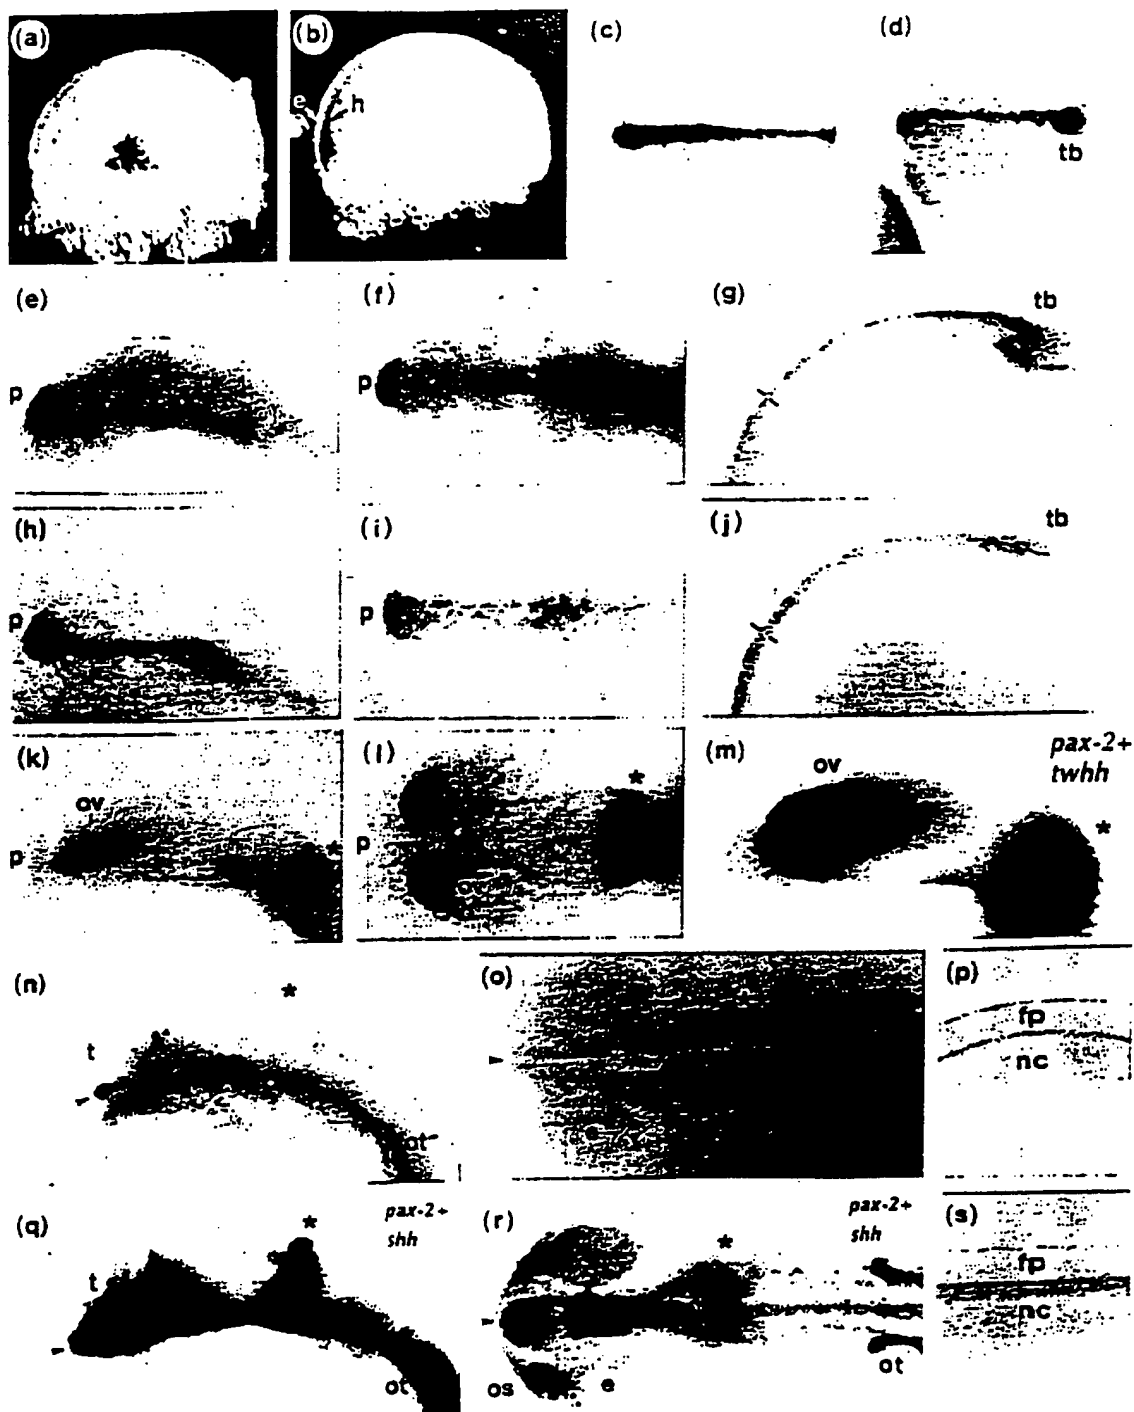 (a)
(b)
(c)
(d)
e
h
tb
(e)
(f)
(g)
tb
p
p
(h)
(i)
(j)
tb
p
p
(k)
(l)
(m)
pax-2+
twhh
ov
ov
*
*
*
p
p
(n)
(o)
(p)
*
t
fp
nc
e
ot
(q)
(r)
(s)
pax-2+
shh
pax-2+
shh
*
*
t
fp
nc
ot
os
e
ot